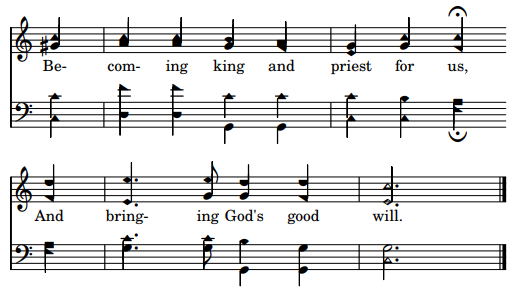 Be- com- ing king and priest for us,
And bring- ing God's good will.